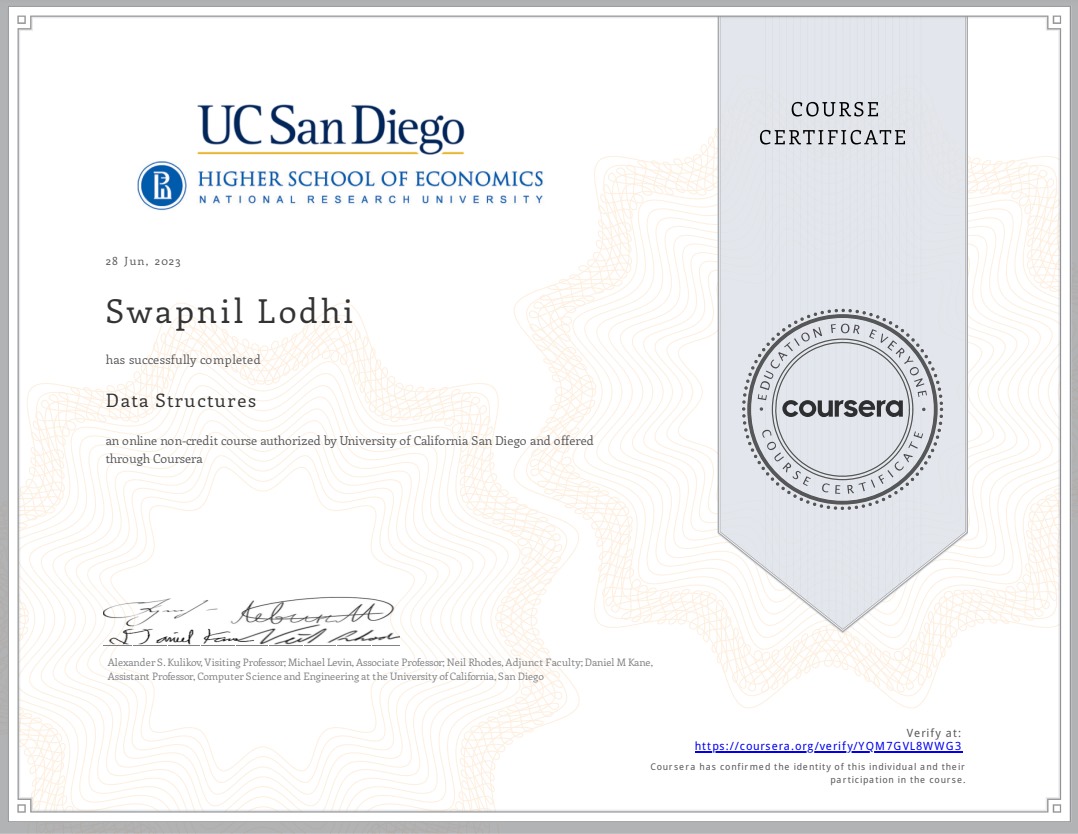 UC San Diego
HIGHER SCHOOL OF ECONOMICS
NATIONAL RESEARCH UNIVERSITY
COURSE
CERTIFICATE
28 Jun, 2023
Swapnil Lodhi
has successfully completed
Data Structures
an online non-credit course authorized by University of California San Diego and offered
through Coursera
EDUCATION FOR EVERYONE
coursera
COURSE CERTIFICATE
Daniel Kane Neil Rhodes
Alexander S. Kulikov, Visiting Professor; Michael Levin, Associate Professor; Neil Rhodes, Adjunct Faculty; Daniel M Kane,
Assistant Professor, Computer Science and Engineering at the University of California, San Diego
Verify at:
https://coursera.org/verify/YQM7GVL8WWG3
Coursera has confirmed the identity of this individual and their
participation in the course.